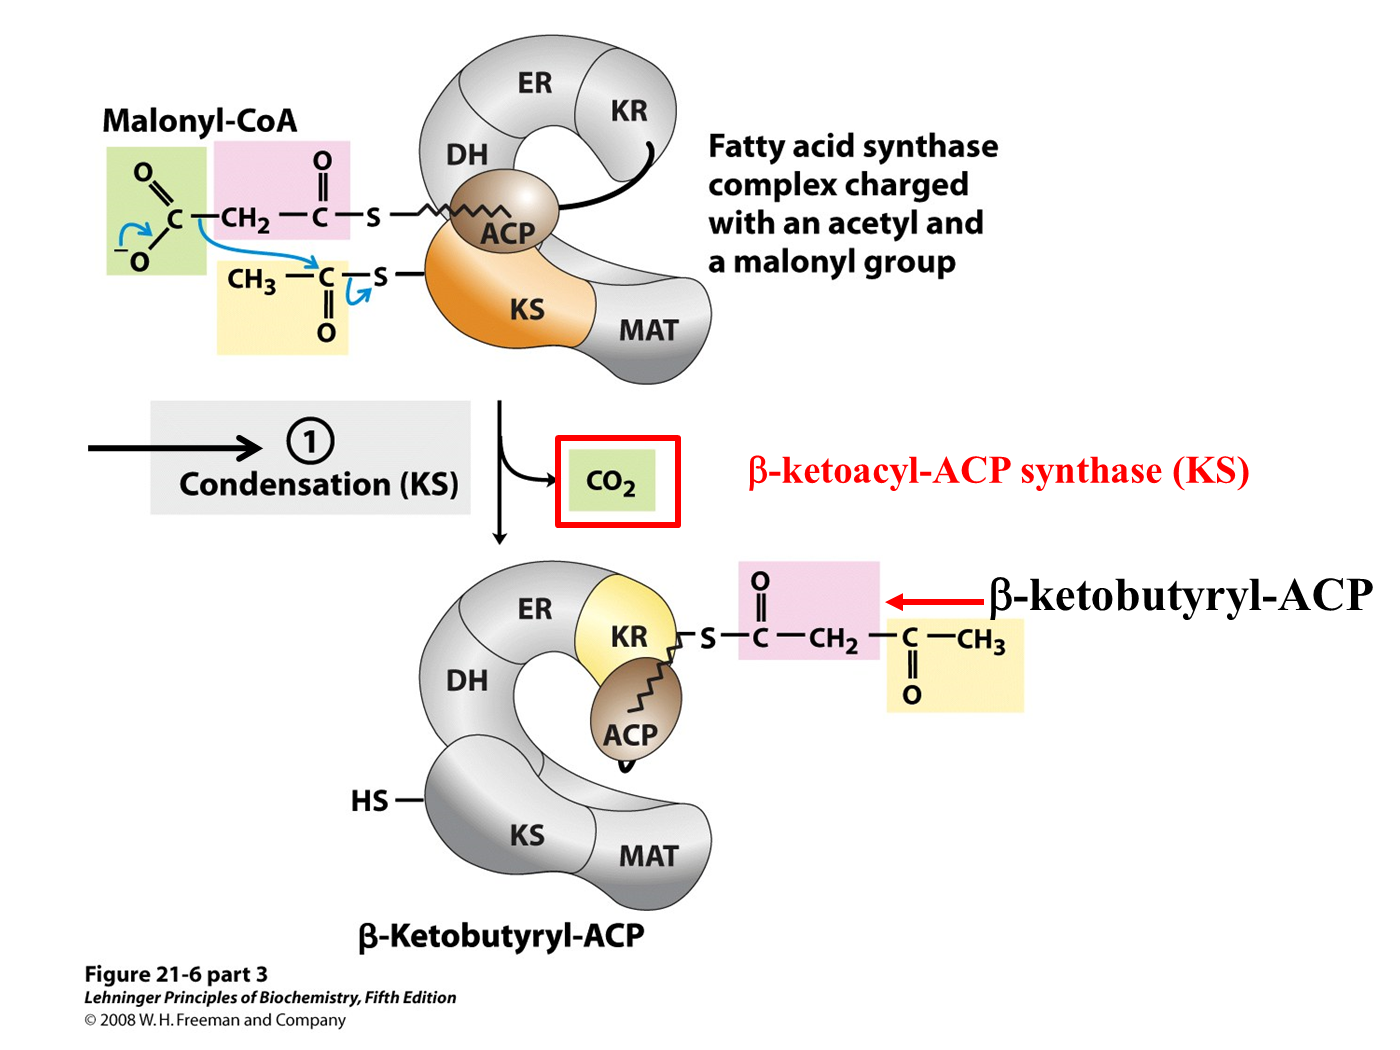 ER
KR
Malonyl-CoA
DH
Fatty acid synthase
complex charged
with an acetyl and
a malonyl group
O
O
C—CH2—C—S
ACP
−O
CH3—C—S
O
KS
MAT
1
Condensation (KS)
CO2
β-ketoacyl-ACP synthase (KS)
β-ketobutyryl-ACP
O
ER
KR
S—C—CH2—C—CH3
DH
O
ACP
HS
KS
MAT
β-Ketobutyryl-ACP
Figure 21-6 part 3
Lehninger Principles of Biochemistry, Fifth Edition
© 2008 W. H. Freeman and Company